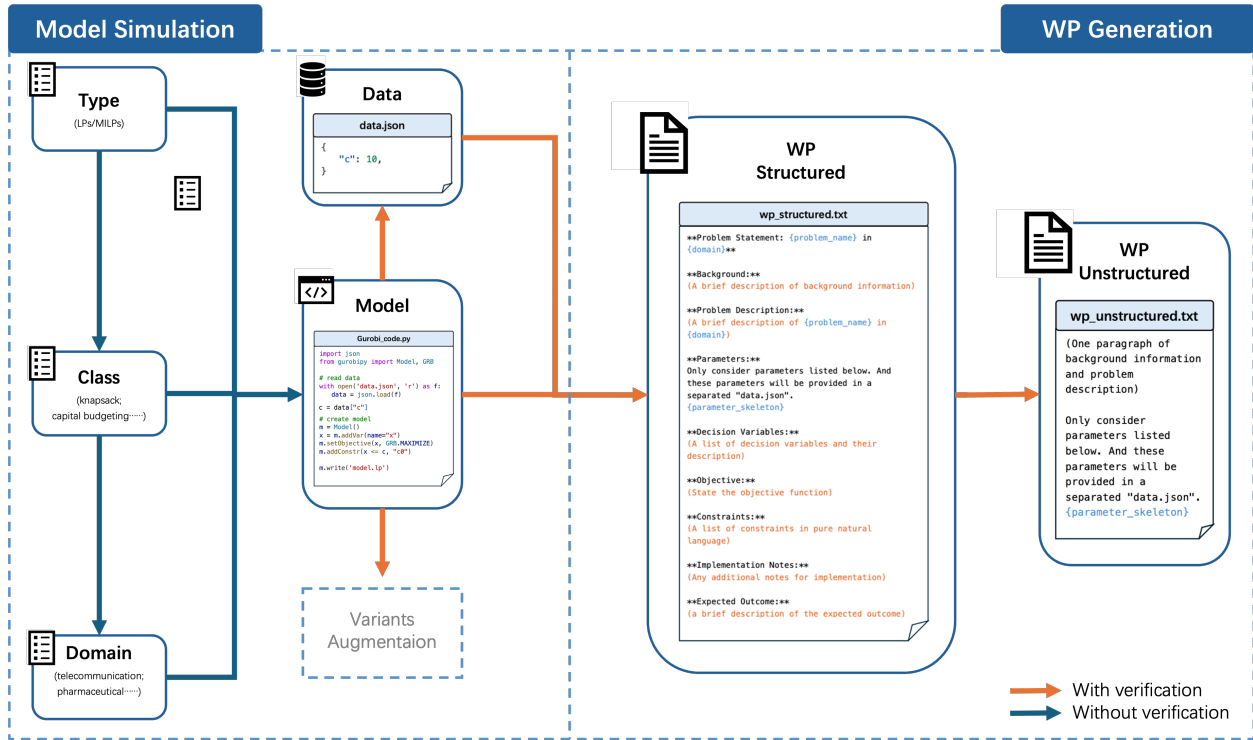 Model Simulation
WP Generation
Type
(LPs/MILPs)
Class
(knapsack;
capital budgeting······)
Domain
(telecommunication;
pharmaceutical······)
Data
data.json
{
"c": 10,
}
Model
Gurobi_code.py
import json
from gurobipy import Model, GRB
# read data
with open('data.json', 'r') as f:
data = json.load(f)
c = data["c"]
# create model
m = Model()
x = m.addVar(name="x")
m.setObjective(x, GRB.MAXIMIZE)
m.addConstr(x <= c, "c0")
m.write('model.lp')
Variants
Augmentaion
WP
Structured
wp_structured.txt
**Problem Statement: {problem_name} in
{domain}**
**Background:**
(A brief description of background information)
**Problem Description:**
(A brief description of {problem_name} in
{domain})
**Parameters:**
Only consider parameters listed below. And
these parameters will be provided in a
separated "data.json".
{parameter_skeleton}
**Decision Variables:**
(A list of decision variables and their
description)
**Objective:**
(State the objective function)
**Constraints:**
(A list of constraints in pure natural
language)
**Implementation Notes:**
(Any additional notes for implementation)
**Expected Outcome:**
(a brief description of the expected outcome)
WP
Unstructured
wp_unstructured.txt
(One paragraph of
background information
and problem
description)
Only consider
parameters listed
below. And these
parameters will be
provided in a
separated "data.json".
{parameter_skeleton}
With verification
Without verification